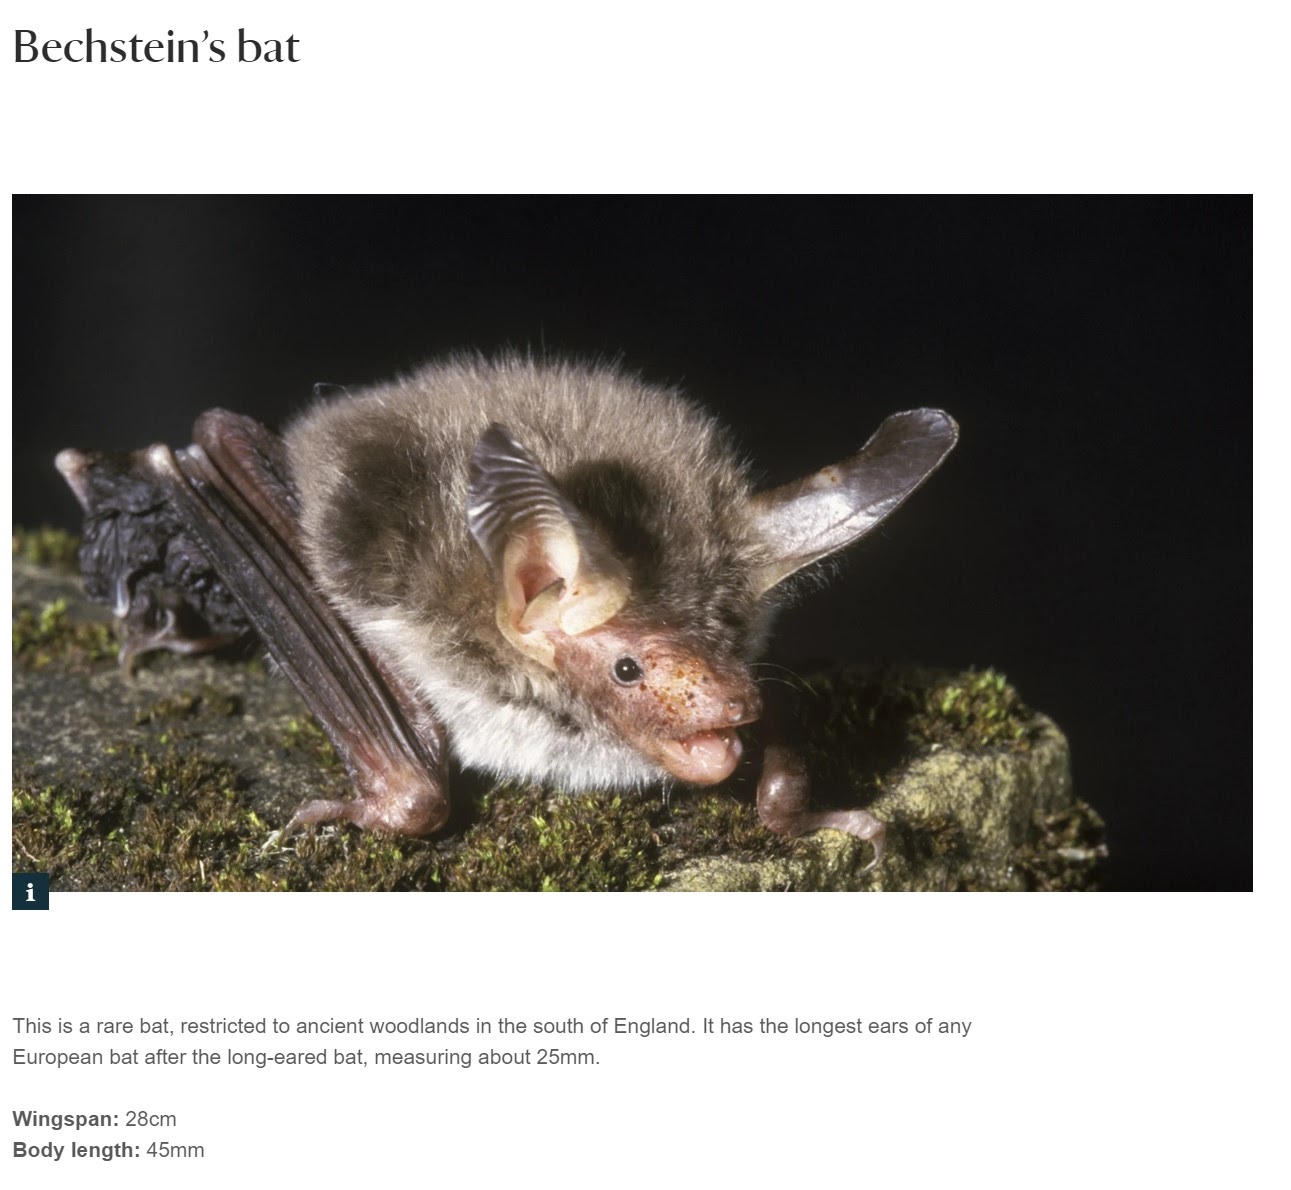 Bechstein’s bat
i
This is a rare bat, restricted to ancient woodlands in the south of England. It has the longest ears of any
European bat after the long-eared bat, measuring about 25mm.
Wingspan: 28cm
Body length: 45mm